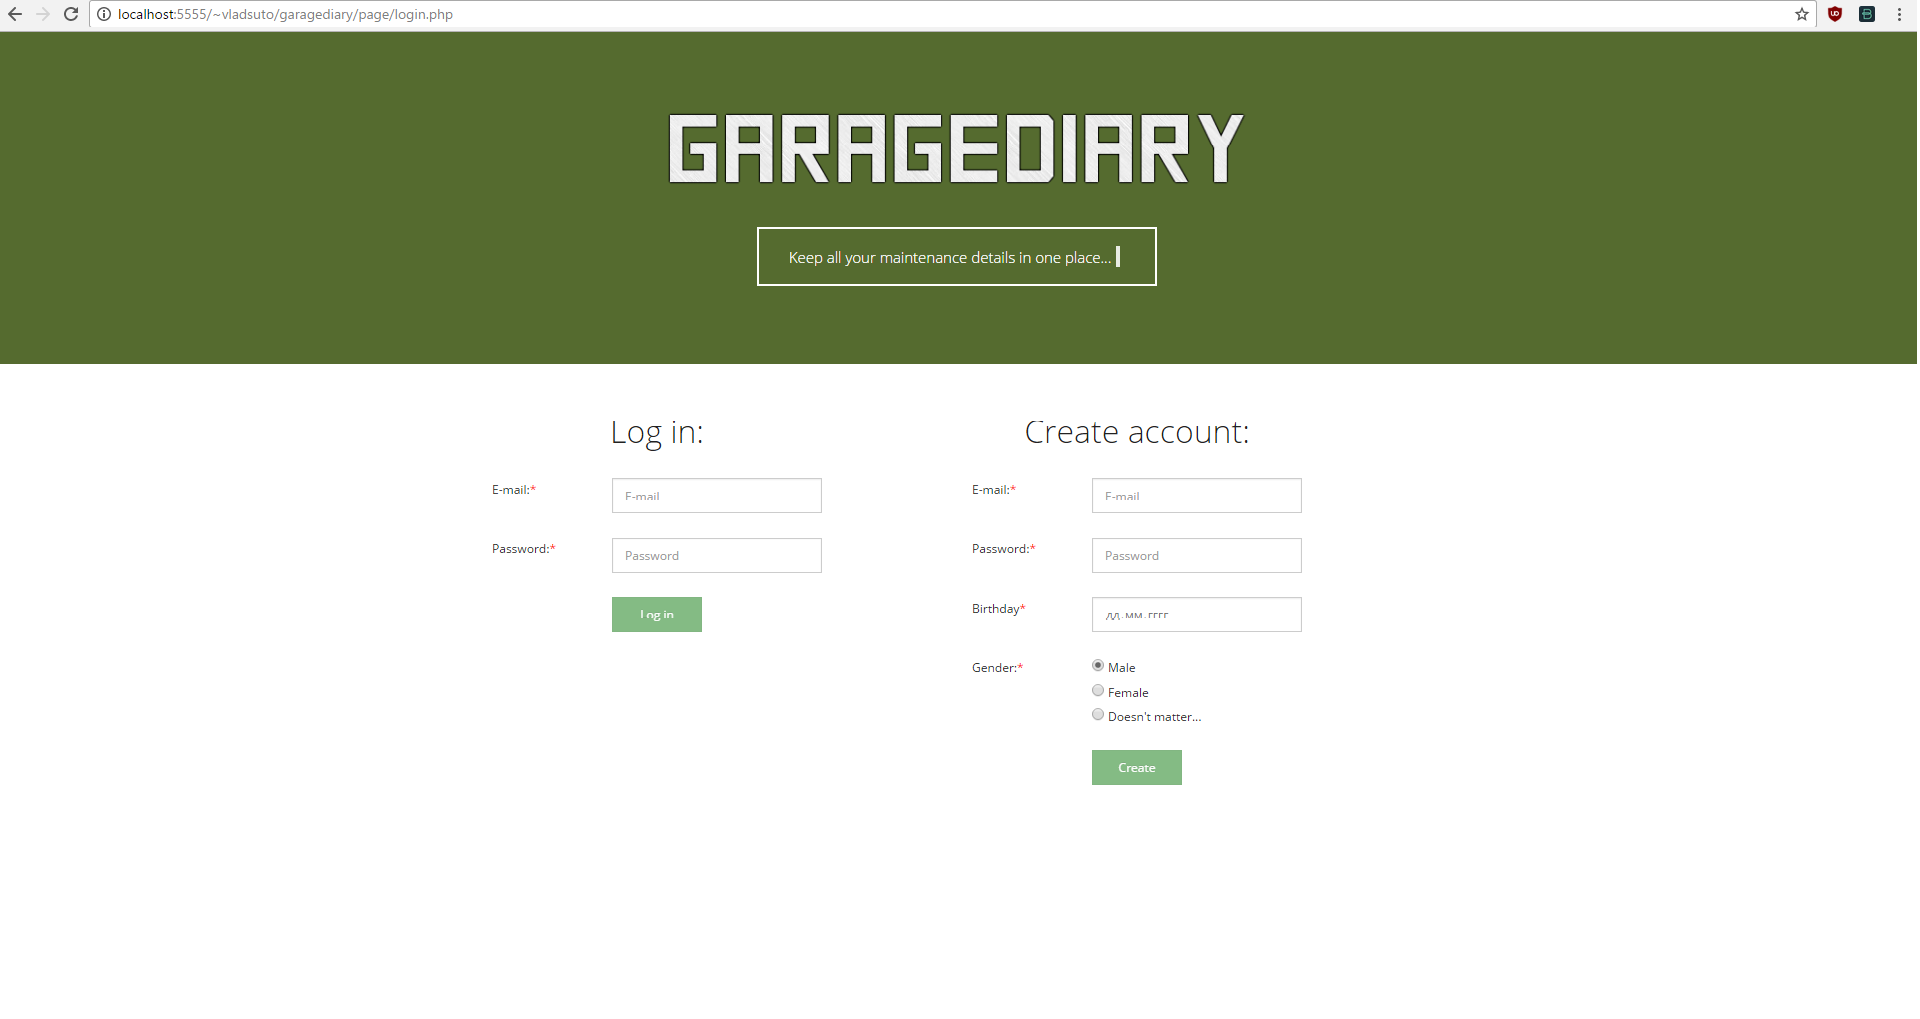 localhost:5555/~vladsuto/garagediary/page/login.php
GARAGEDIARY
Keep all your maintenance details in one place...
Log in:
E-mail:*
E-mail
Password:*
Password
Log in
Create account:
E-mail:*
E-mail
Password:*
Password
Birthday*
дд.мм.гггг
Gender:*
Male
Female
Doesn't matter...
Create